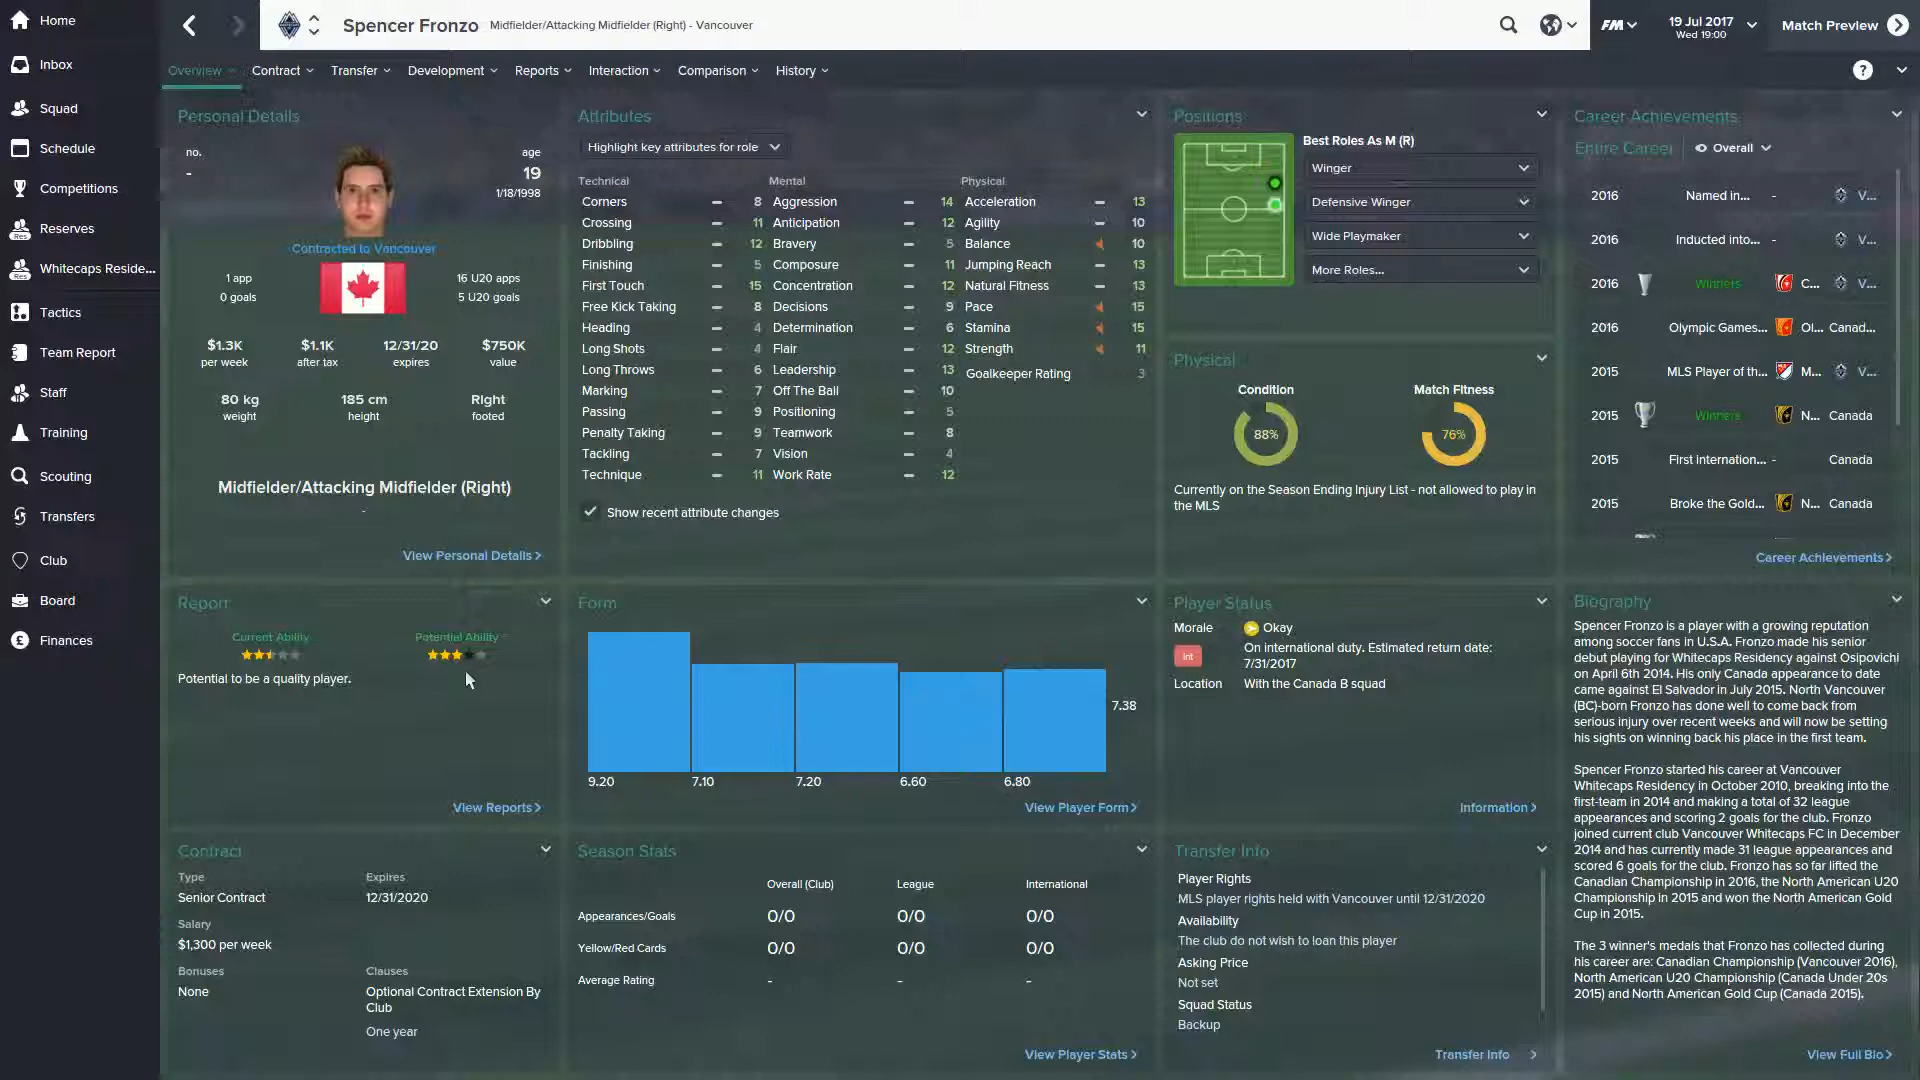 Home
Inbox
Squad
Schedule
Competitions
Res
Reserves
Res
Whitecaps Reside...
Tactics
Team Report
Staff
Training
Scouting
Transfers
Club
Board
Finances
Spencer Fronzo
Midfielder/Attacking Midfielder (Right) - Vancouver
FM
19 Jul 2017
Wed 19:00
Match Preview
Overview
Contract
Transfer
Development
Reports
Interaction
Comparison
History
?
Personal Details
no.
-
age
19
1/18/1998
Contracted to Vancouver
1 app
0 goals
16 U20 apps
5 U20 goals
$1.3K
per week
$1.1K
after tax
12/31/20
expires
$750K
value
80 kg
weight
185 cm
height
Right
footed
Midfielder/Attacking Midfielder (Right)
-
View Personal Details >
Attributes
Highlight key attributes for role
Technical Mental Physical
Corners 8 Aggression 14 Acceleration 13
Crossing 11 Anticipation 12 Agility 10
Dribbling 12 Bravery 5 Balance 10
Finishing 5 Composure 11 Jumping Reach 13
First Touch 15 Concentration 12 Natural Fitness 13
Free Kick Taking 8 Decisions 9 Pace 15
Heading 4 Determination 6 Stamina 15
Long Shots 4 Flair 12 Strength 11
Long Throws 6 Leadership 13 Goalkeeper Rating 3
Marking 7 Off The Ball 10
Passing 9 Positioning 5
Penalty Taking 9 Teamwork 8
Tackling 7 Vision 4
Technique 11 Work Rate 12
Show recent attribute changes
Positions
Best Roles As M (R)
Winger
Defensive Winger
Wide Playmaker
More Roles...
Physical
Condition
88%
Match Fitness
76%
Currently on the Season Ending Injury List - not allowed to play in
the MLS
Career Achievements
Entire Career
Overall
2016 Named in... - V...
2016 Inducted into... - V...
2016 Winners C... V...
2016 Olympic Games... Ol... Canad...
2015 MLS Player of th... M... V...
2015 Winners N... Canada
2015 First internation... - Canada
2015 Broke the Gold... N... Canada
Career Achievements >
Report
Current Ability
Potential Ability
Potential to be a quality player.
View Reports >
Form
7.38
9.20 7.10 7.20 6.60 6.80
View Player Form >
Player Status
Morale Okay
Int On international duty. Estimated return date:
7/31/2017
Location With the Canada B squad
Information >
Biography
Spencer Fronzo is a player with a growing reputation
among soccer fans in U.S.A. Fronzo made his senior
debut playing for Whitecaps Residency against Osipovichi
on April 6th 2014. His only Canada appearance to date
came against El Salvador in July 2015. North Vancouver
(BC)-born Fronzo has done well to come back from
serious injury over recent weeks and will now be setting
his sights on winning back his place in the first team.
Spencer Fronzo started his career at Vancouver
Whitecaps Residency in October 2010, breaking into the
first-team in 2014 and making a total of 32 league
appearances and scoring 2 goals for the club. Fronzo
joined current club Vancouver Whitecaps FC in December
2014 and has currently made 31 league appearances and
scored 6 goals for the club. Fronzo has so far lifted the
Canadian Championship in 2016, the North American U20
Championship in 2015 and won the North American Gold
Cup in 2015.
The 3 winner's medals that Fronzo has collected during
his career are: Canadian Championship (Vancouver 2016),
North American U20 Championship (Canada Under 20s
2015) and North American Gold Cup (Canada 2015).
View Full Bio >
Contract
Type
Senior Contract
Expires
12/31/2020
Salary
$1,300 per week
Bonuses
None
Clauses
Optional Contract Extension By
Club
One year
Season Stats
Overall (Club) League International
Appearances/Goals 0/0 0/0 0/0
Yellow/Red Cards 0/0 0/0 0/0
Average Rating - - -
View Player Stats >
Transfer Info
Player Rights
MLS player rights held with Vancouver until 12/31/2020
Availability
The club do not wish to loan this player
Asking Price
Not set
Squad Status
Backup
Transfer Info >